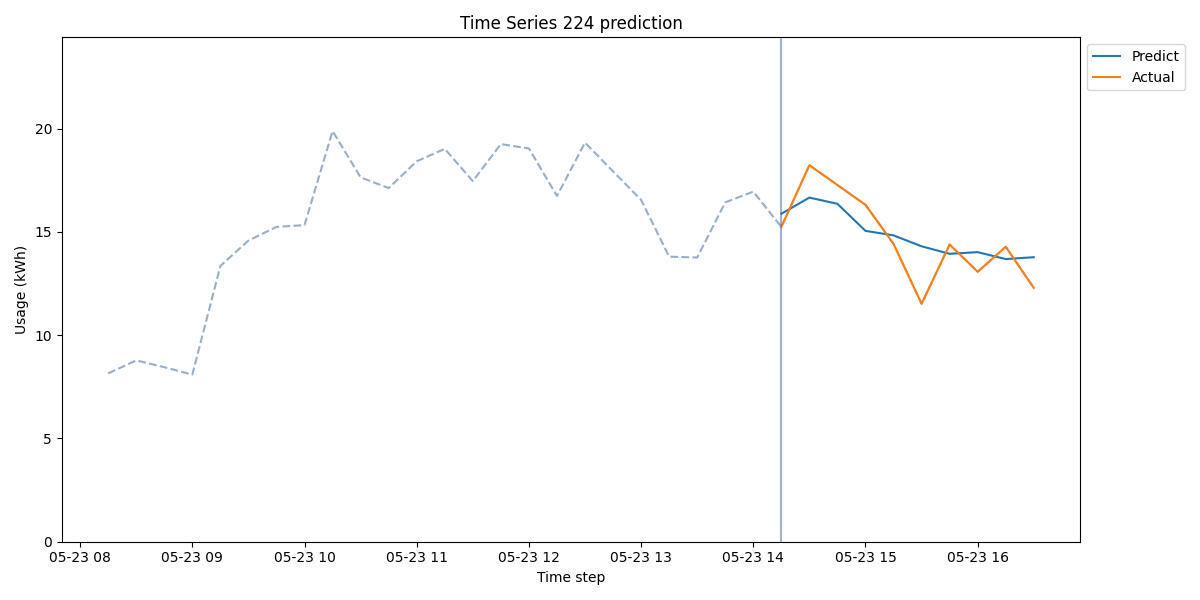 Time Series 224 prediction
Predict
Actual
Usage (kWh)
20
15
10
5
0
05-23 08 05-23 09 05-23 10 05-23 11 05-23 12 05-23 13 05-23 14 05-23 15 05-23 16
Time step